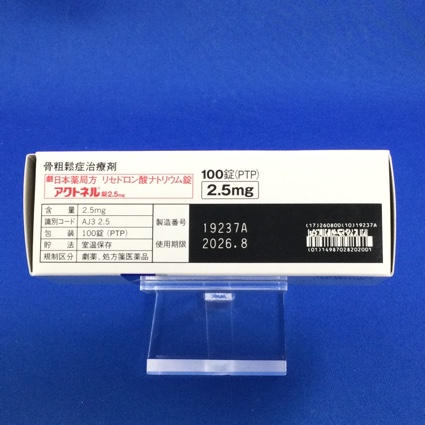 骨粗鬆症治療剤
劇 日本薬局方 リセドロン酸ナトリウム錠
アクトネル 錠2.5mg
100錠(PTP)
2.5mg
含 量 2.5mg
識別コード AJ3 2.5
包 装 100錠(PTP)
貯 法 室温保存
規制区分 劇薬、処方箋医薬品
製造番号 19237A
使用期限 2026.8
(17)260800(10)19237A
(01)14987028202001